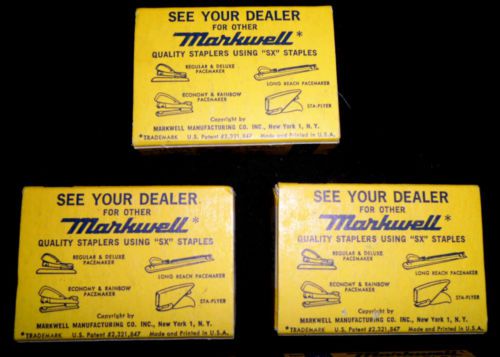 SEE YOUR DEALER
FOR OTHER
Markwell*
QUALITY STAPLERS USING "SX" STAPLES
REGULAR & DELUXE
PACEMAKER
LONG REACH PACEMAKER
ECONOMY & RAINBOW
PACEMAKER
STA-PLYER
Copyright by
MARKWELL MANUFACTURING CO. INC., New York 1, N. Y.
*TRADEMARK U.S. Patent #2,321,847 Made and Printed in U.S.A.
SEE YOUR DEALER
FOR OTHER
Markwell*
QUALITY STAPLERS USING "SX" STAPLES
REGULAR & DELUXE
PACEMAKER
LONG REACH PACEMAKER
ECONOMY & RAINBOW
PACEMAKER
STA-PLYER
Copyright by
MARKWELL MANUFACTURING CO. INC., New York 1, N. Y.
*TRADEMARK U.S. Patent #2,321,847 Made and Printed in U.S.A.
SEE YOUR DEALER
FOR OTHER
Markwell*
QUALITY STAPLERS USING "SX" STAPLES
REGULAR & DELUXE
PACEMAKER
LONG REACH PACEMAKER
ECONOMY & RAINBOW
PACEMAKER
STA-PLYER
Copyright by
MARKWELL MANUFACTURING CO. INC., New York 1, N. Y.
*TRADEMARK U.S. Patent #2,321,847 Made and Printed in U.S.A.